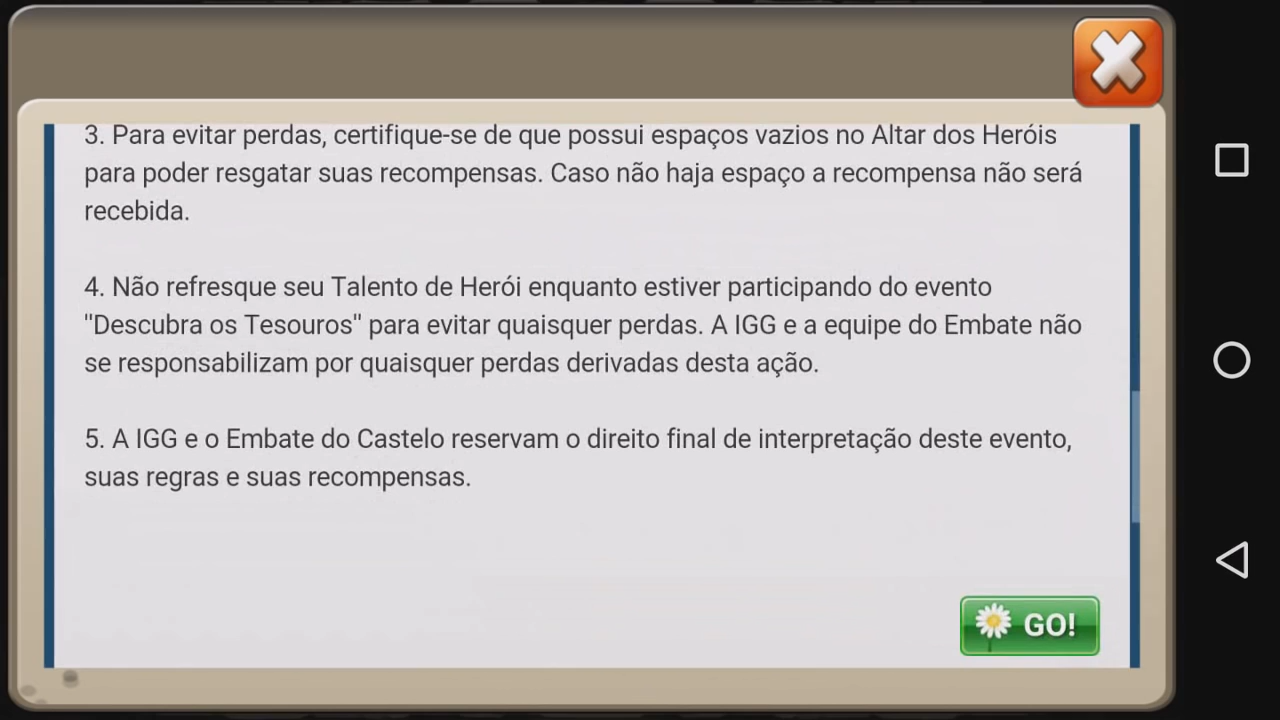 3. Para evitar perdas, certifique-se de que possui espaços vazios no Altar dos Heróis
para poder resgatar suas recompensas. Caso não haja espaço a recompensa não será
recebida.
4. Não refresque seu Talento de Herói enquanto estiver participando do evento
"Descubra os Tesouros" para evitar quaisquer perdas. A IGG e a equipe do Embate não
se responsabilizam por quaisquer perdas derivadas desta ação.
5. A IGG e o Embate do Castelo reservam o direito final de interpretação deste evento,
suas regras e suas recompensas.
GO!